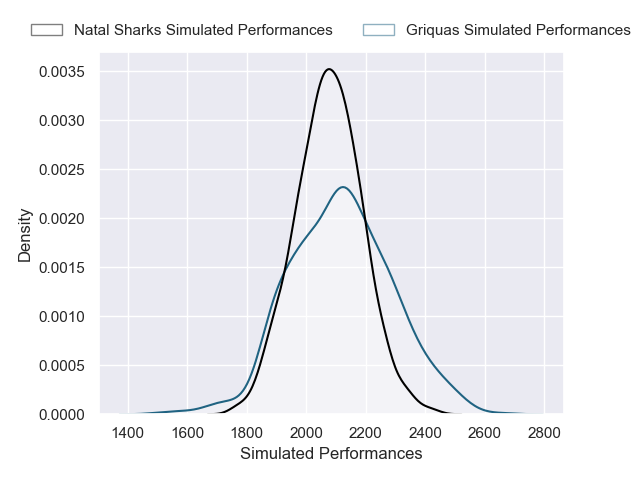 Natal Sharks Simulated Performances
Griquas Simulated Performances
0.0035
0.0030
0.0025
0.0020
0.0015
0.0010
0.0005
0.0000
Density
1400 1600 1800 2000 2200 2400 2600 2800
Simulated Performances